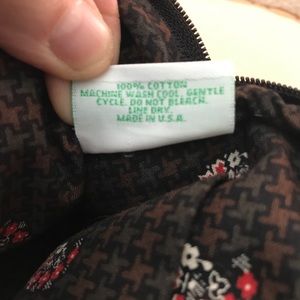 100% COTTON
MACHINE WASH COOL, GENTLE
CYCLE. DO NOT BLEACH.
LINE DRY.
MADE IN U.S.A.